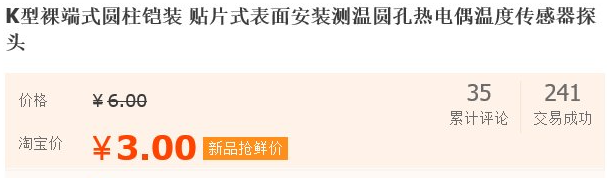 K型裸端式圆柱铠装 贴片式表面安装测温圆孔热电偶温度传感器探
头
价格 ¥6.00 35 241
累计评论 交易成功
淘宝价 ¥3.00 新品抢鲜价